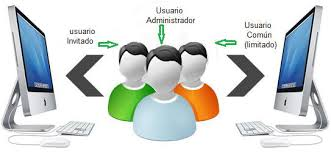 usuario
Invitado
Usuario
Administrador
Usuario
Común
(limitado)